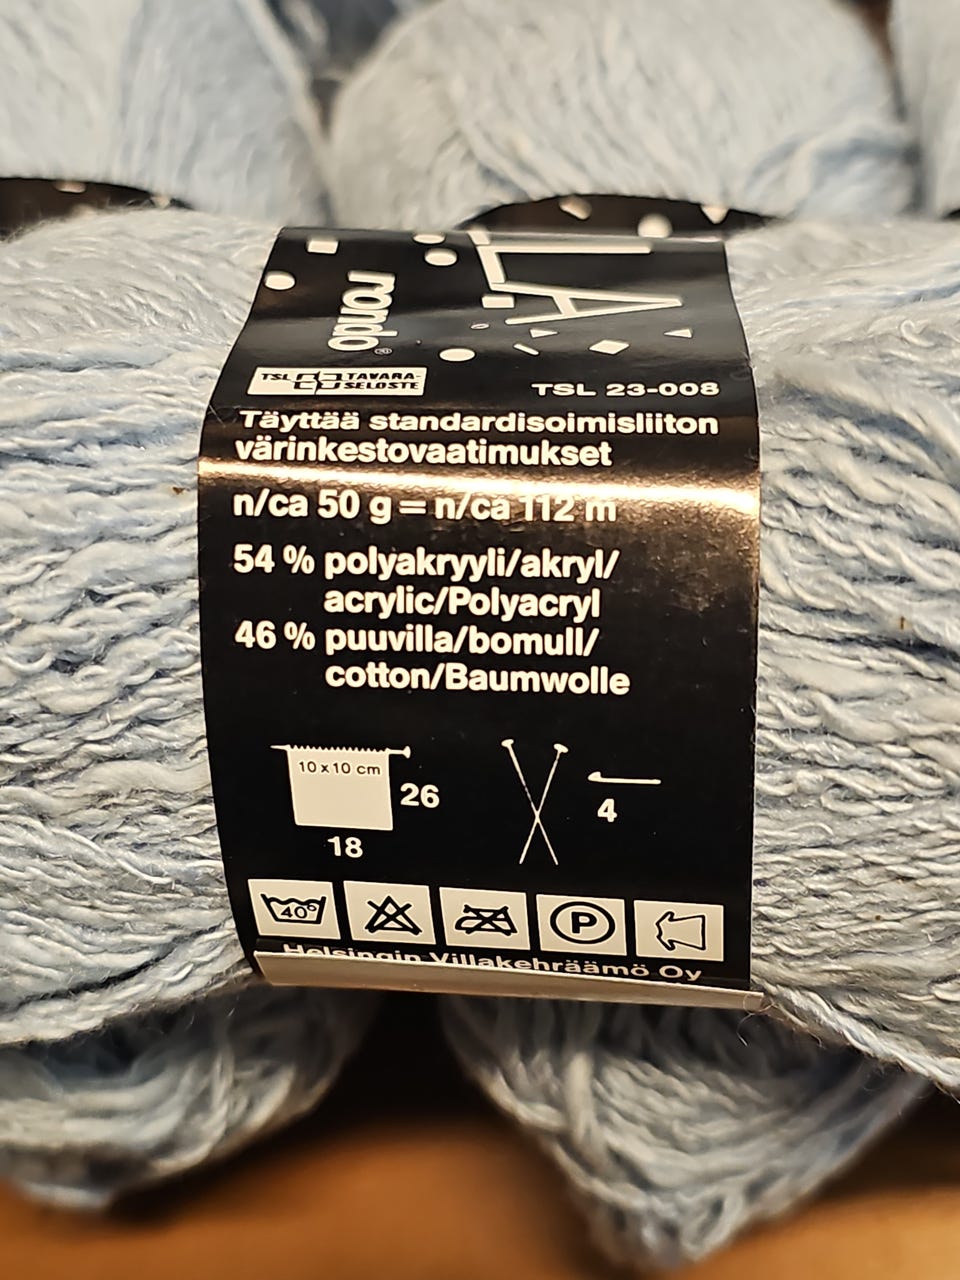 LA
rondo®
TSL TAVARA-
SELOSTE
TSL 23-008
Täyttää standardisoimisliiton
värinkestovaatimukset
n/ca 50 g = n/ca 112 m
54 % polyakryyli/akryl/
acrylic/Polyacryl
46 % puuvilla/bomull/
cotton/Baumwolle
10 x 10 cm
26
18
4
40°
P
Helsingin Villakehräämö Oy